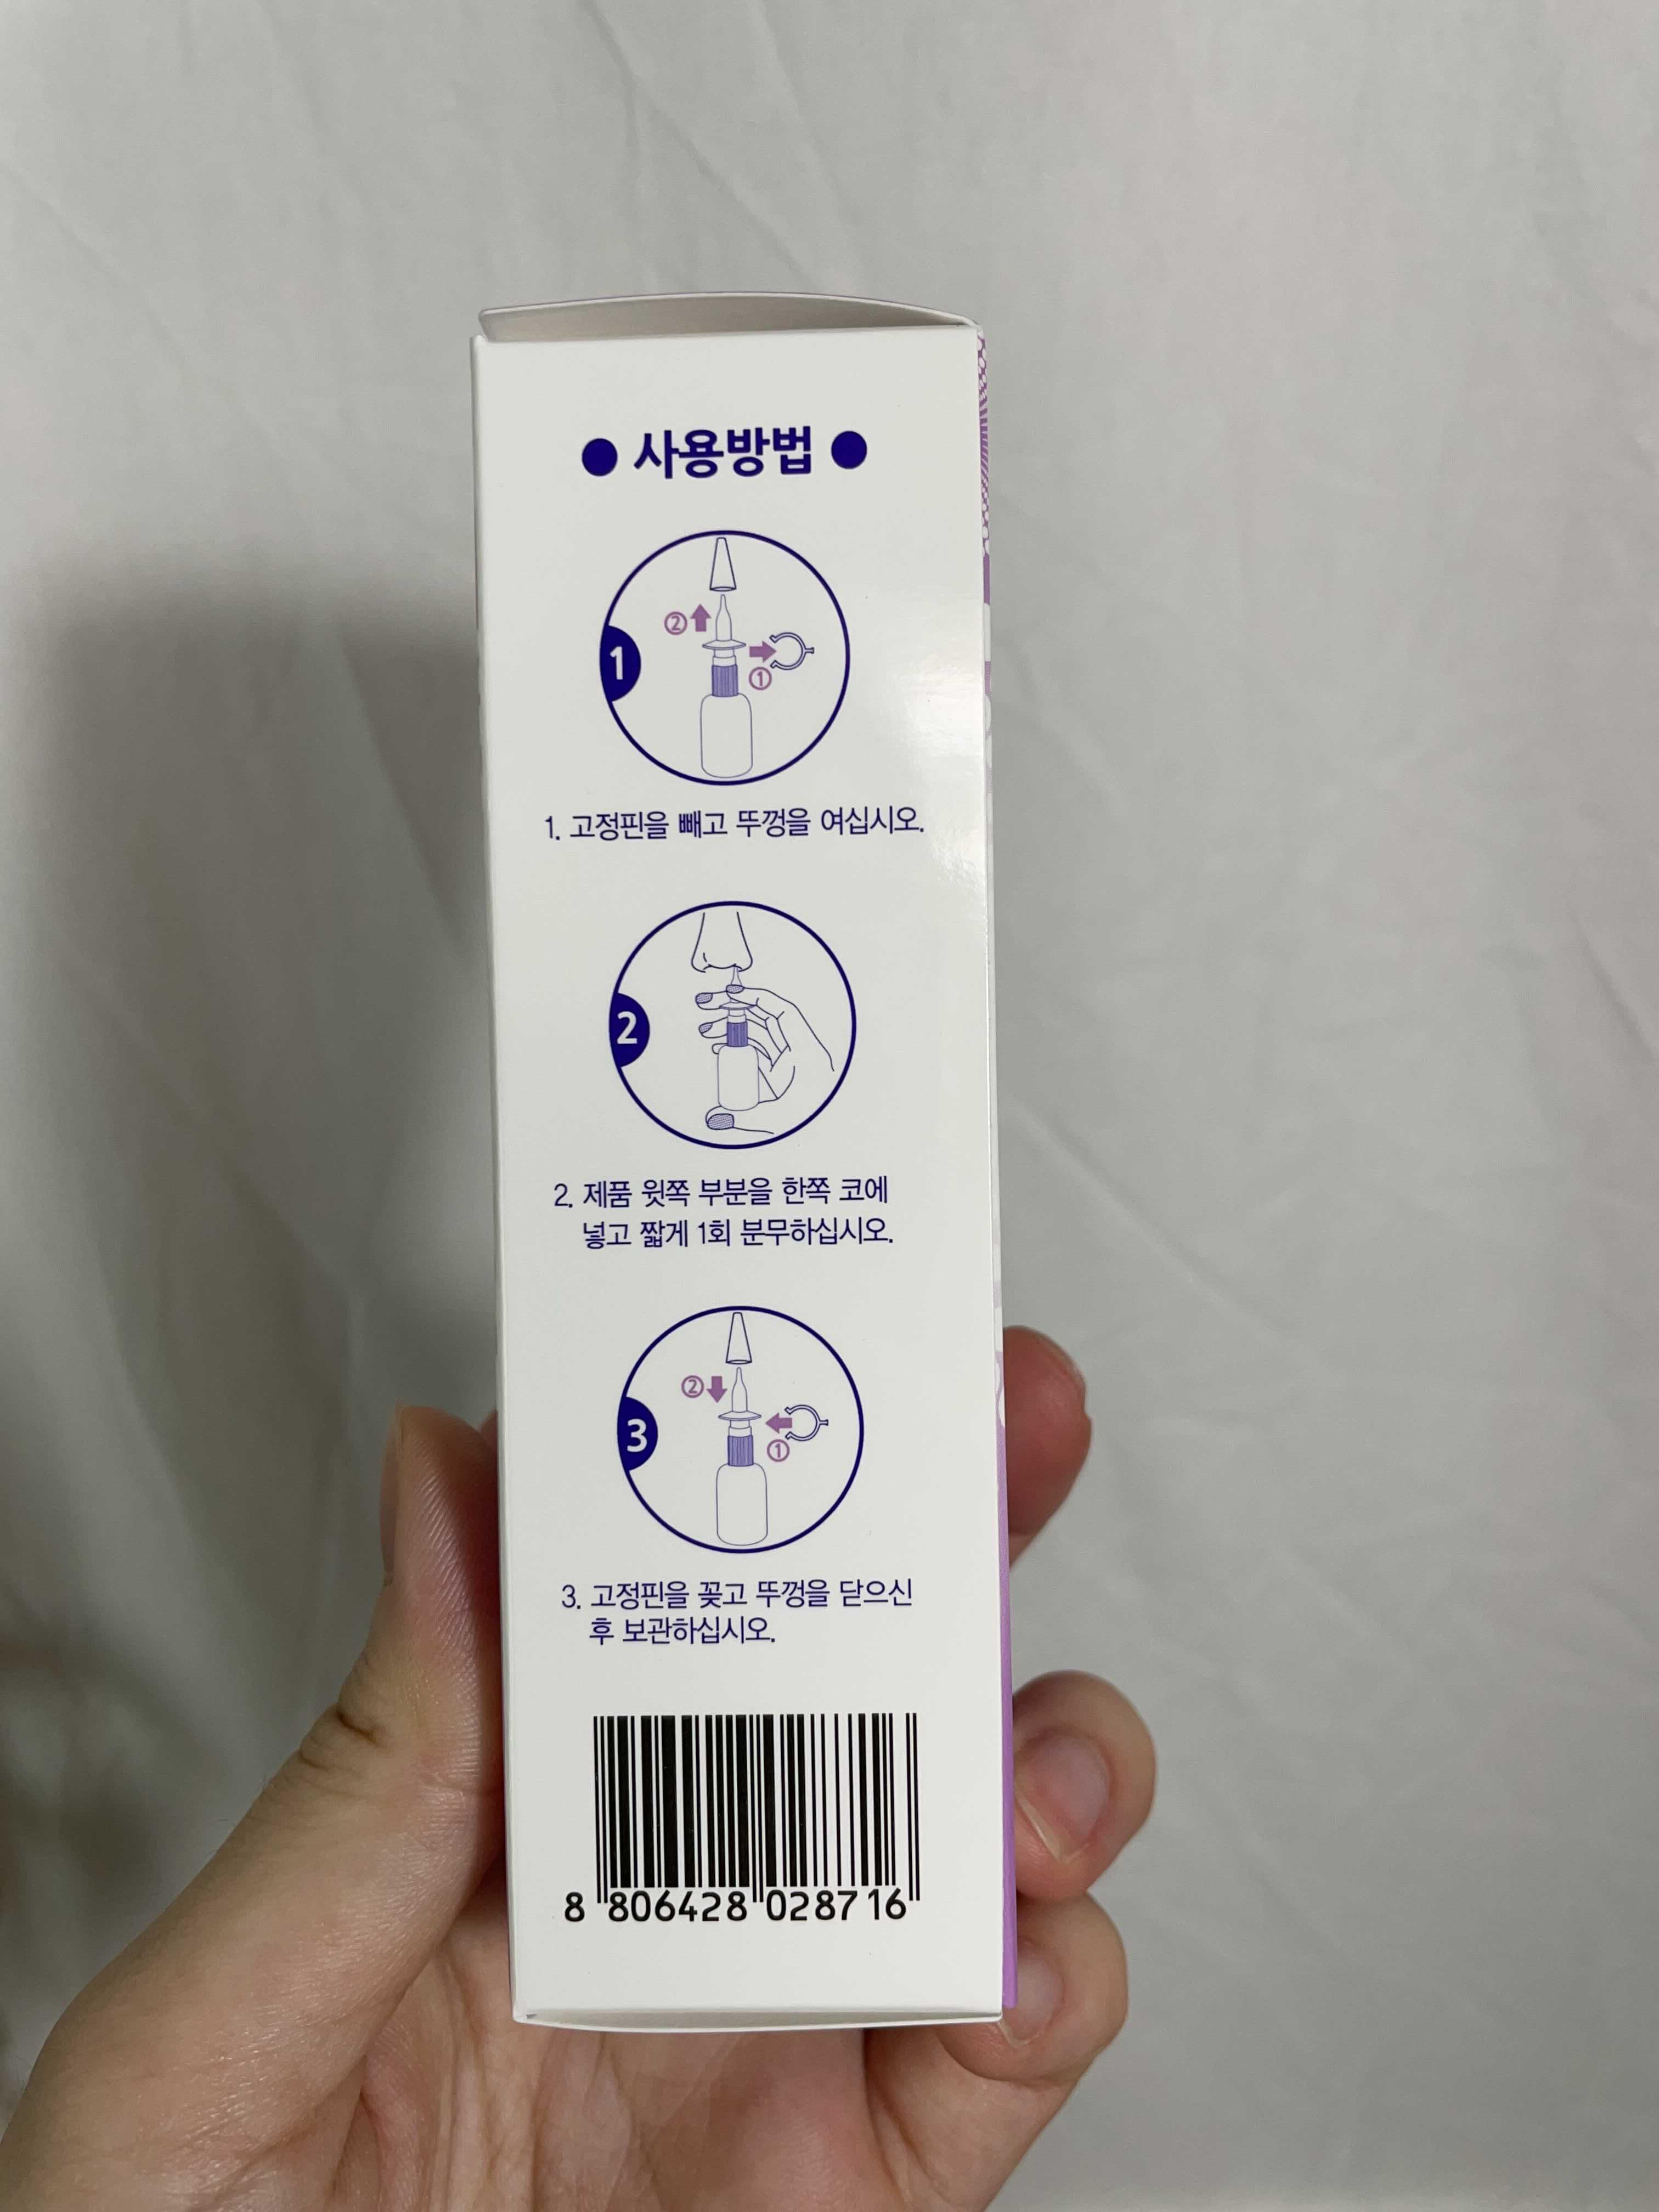 ● 사용방법 ●
1
②
①
1. 고정핀을 빼고 뚜껑을 여십시오.
2
2. 제품 윗쪽 부분을 한쪽 코에
넣고 짧게 1회 분무하십시오.
3
②
①
3. 고정핀을 꽂고 뚜껑을 닫으신
후 보관하십시오.
8 806428 028716